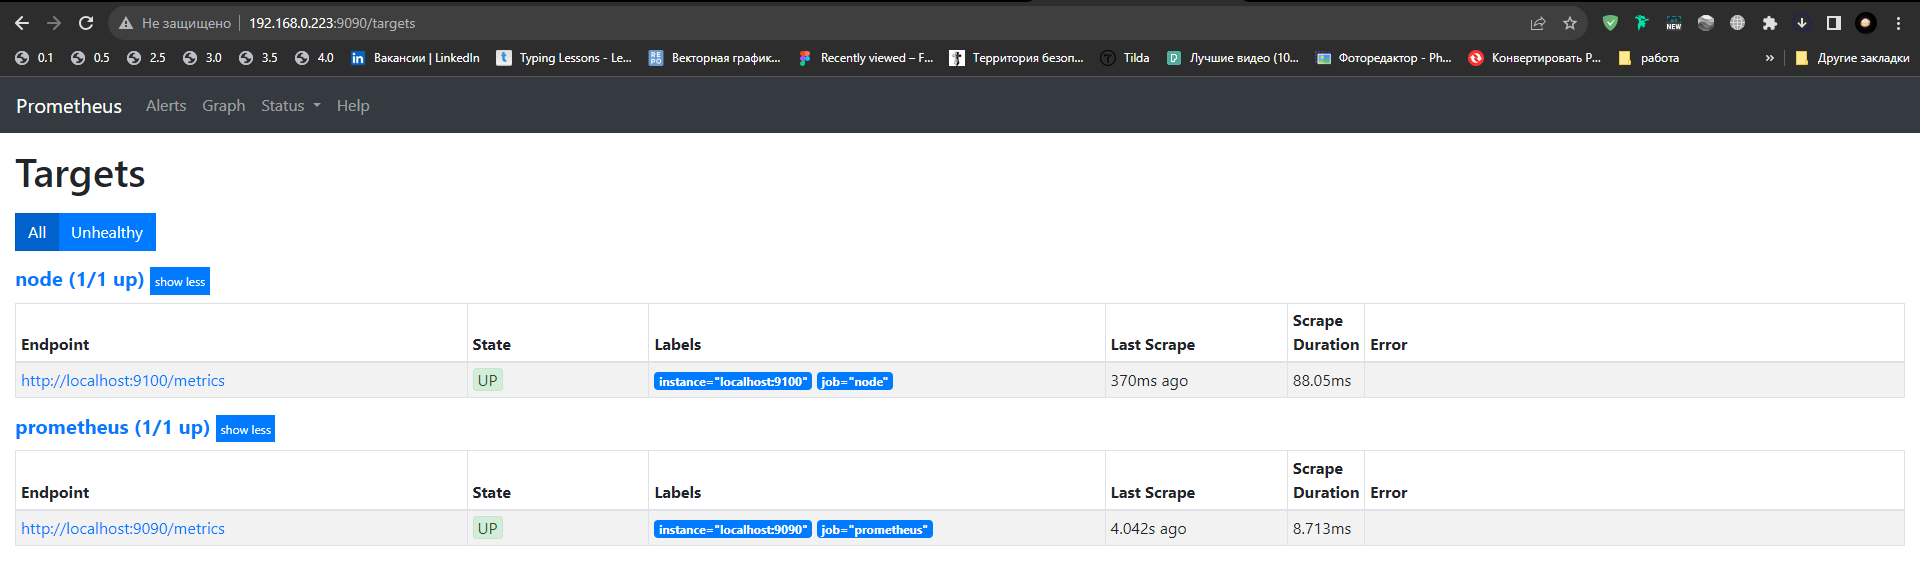 Не защищено 192.168.0.223:9090/targets NEW
0.1 0.5 2.5 3.0 3.5 4.0 in Вакансии | LinkedIn t Typing Lessons - Le... RE PO Векторная график... Recently viewed – F... Территория безоп... T Tilda Лучшие видео (10... Фоторедактор - Ph... Конвертировать P... работа » Другие закладки
Prometheus Alerts Graph Status Help
Targets
All Unhealthy
node (1/1 up) show less
Endpoint State Labels Last Scrape Scrape Duration Error
http://localhost:9100/metrics UP instance="localhost:9100" job="node" 370ms ago 88.05ms
prometheus (1/1 up) show less
Endpoint State Labels Last Scrape Scrape Duration Error
http://localhost:9090/metrics UP instance="localhost:9090" job="prometheus" 4.042s ago 8.713ms